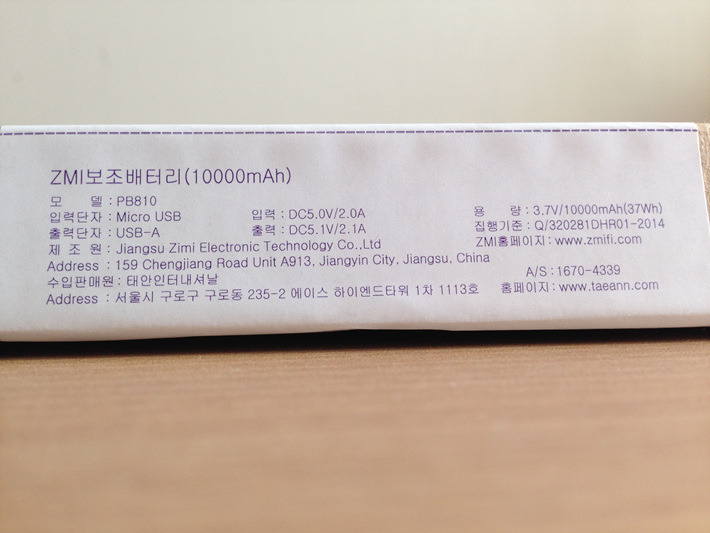 ZMI보조배터리(10000mAh)
모 델 : PB810
입력단자 : Micro USB 입력 : DC5.0V/2.0A 용 량 : 3.7V/10000mAh(37Wh)
출력단자 : USB-A 출력 : DC5.1V/2.1A 집행기준 : Q/320281DHR01-2014
제 조 원 : Jiangsu Zimi Electronic Technology Co.,Ltd ZMI홈페이지 : www.zmifi.com
Address : 159 Chengjiang Road Unit A913, Jiangyin City, Jiangsu, China
수입판매원 : 태안인터내셔날 A/S : 1670-4339
Address : 서울시 구로구 구로동 235-2 에이스 하이엔드타워 1차 1113호 홈페이지 : www.taeann.com